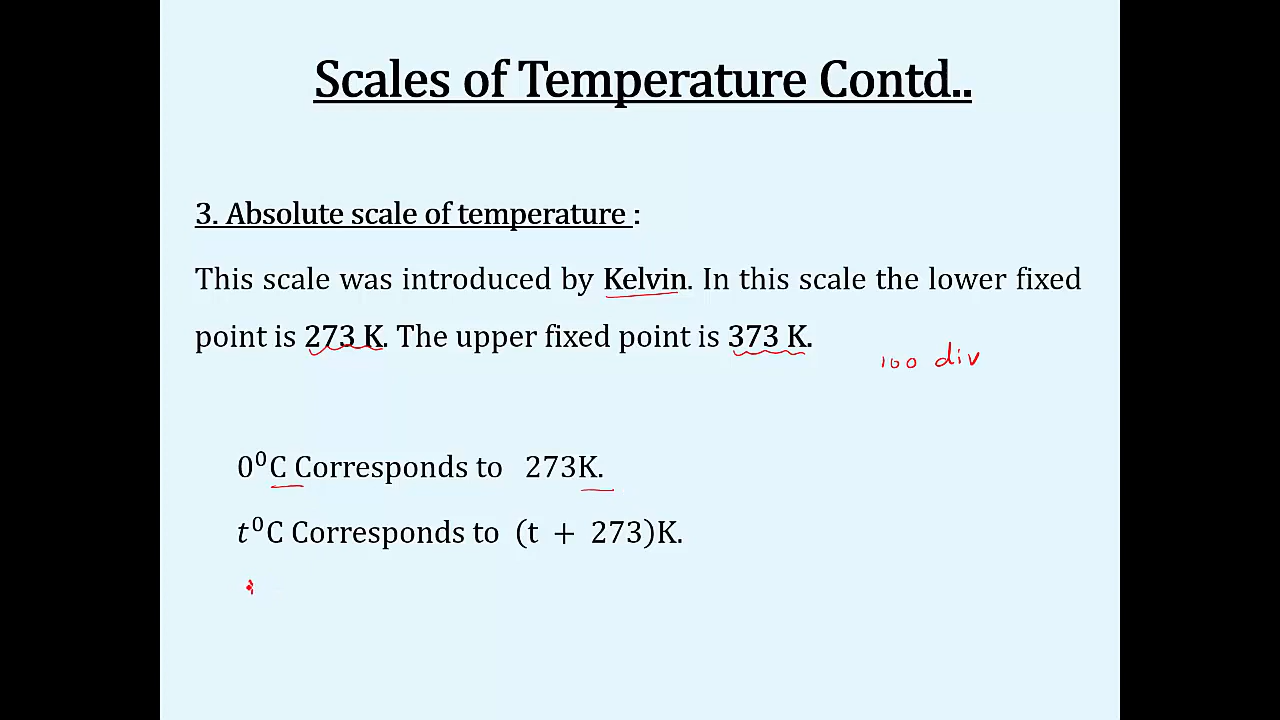 Scales of Temperature Contd..
3. Absolute scale of temperature :
This scale was introduced by Kelvin. In this scale the lower fixed
point is 273 K. The upper fixed point is 373 K.
100 div
0⁰C Corresponds to 273K.
t⁰C Corresponds to (t + 273)K.